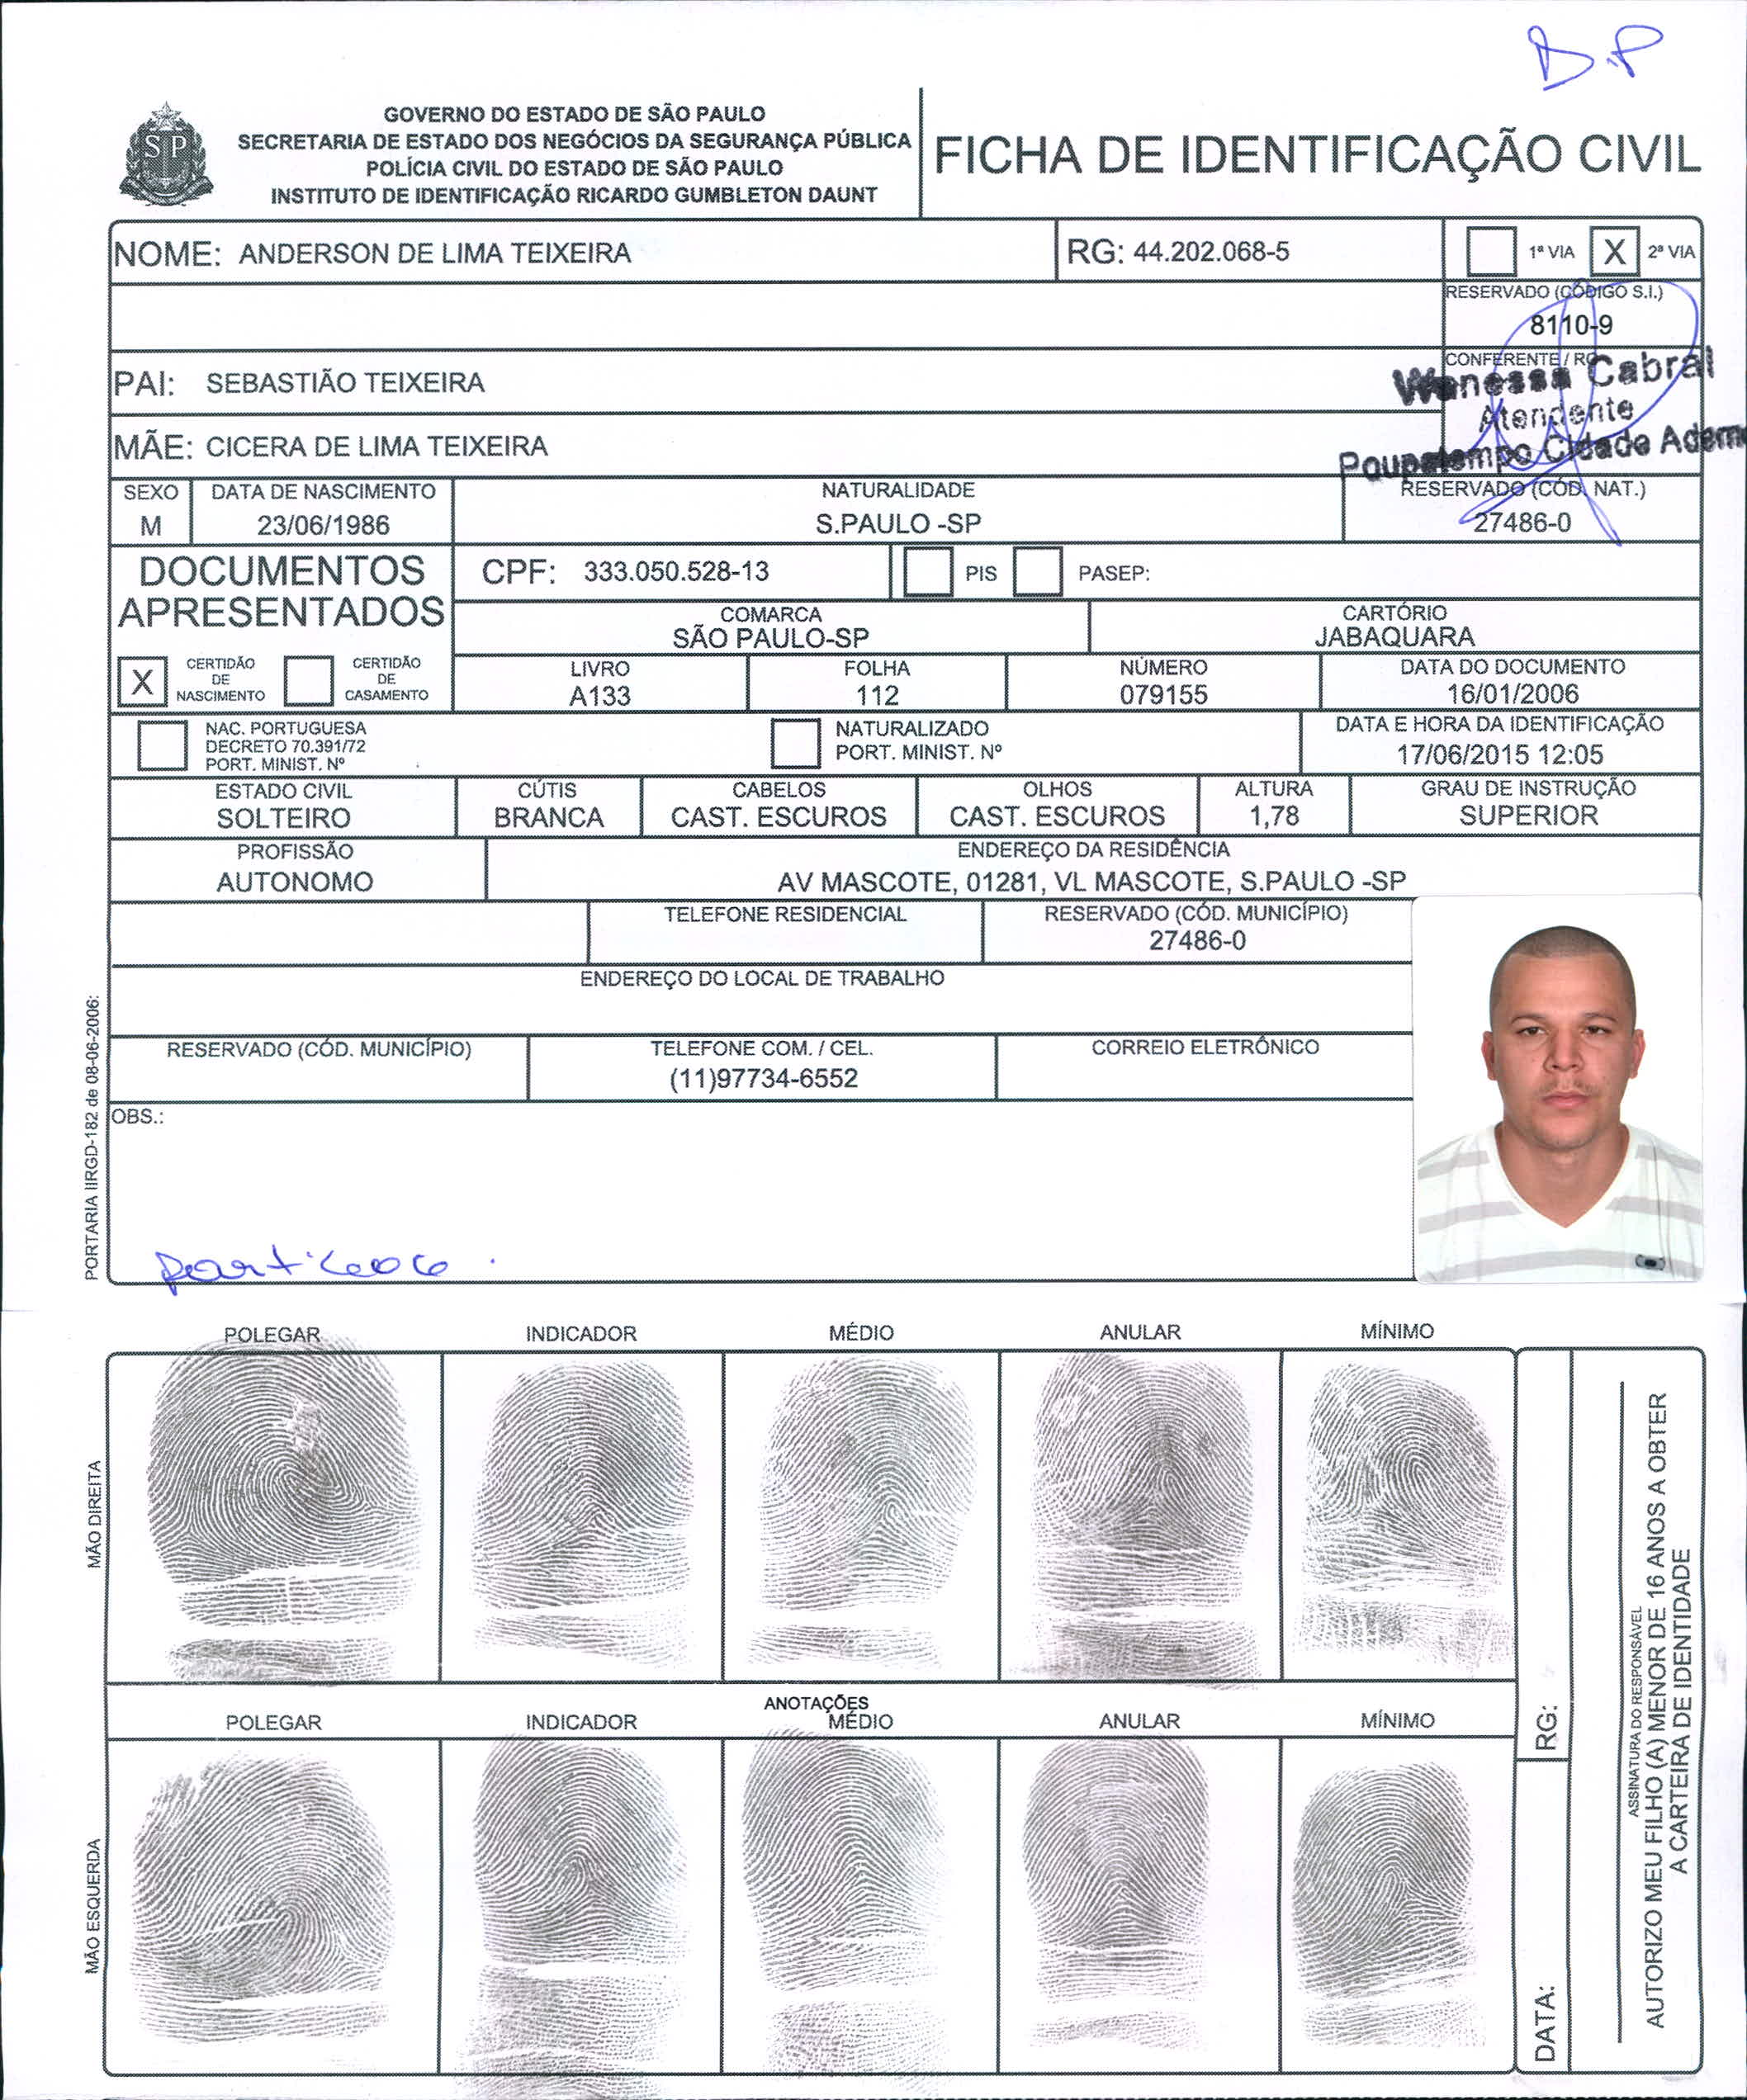 B.P
GOVERNO DO ESTADO DE SÃO PAULO
SECRETARIA DE ESTADO DOS NEGÓCIOS DA SEGURANÇA PÚBLICA
POLÍCIA CIVIL DO ESTADO DE SÃO PAULO
INSTITUTO DE IDENTIFICAÇÃO RICARDO GUMBLETON DAUNT
SP
FICHA DE IDENTIFICAÇÃO CIVIL
NOME: ANDERSON DE LIMA TEIXEIRA RG: 44.202.068-5 1ª VIA X 2ª VIA
RESERVADO (CÓDIGO S.I.)
8110-9
CONFERENTE / RG
PAI: SEBASTIÃO TEIXEIRA
Wanessa Cabral
Atendente
Poupatempo Cidade Adem
MÃE: CICERA DE LIMA TEIXEIRA
SEXO DATA DE NASCIMENTO NATURALIDADE RESERVADO (CÓD. NAT.)
M 23/06/1986 S.PAULO -SP 27486-0
DOCUMENTOS
APRESENTADOS
CPF: 333.050.528-13 PIS PASEP:
COMARCA CARTÓRIO
SÃO PAULO-SP JABAQUARA
X CERTIDÃO DE NASCIMENTO CERTIDÃO DE CASAMENTO
LIVRO FOLHA NÚMERO DATA DO DOCUMENTO
A133 112 079155 16/01/2006
NAC. PORTUGUESA
DECRETO 70.391/72
PORT. MINIST. Nº
NATURALIZADO
PORT. MINIST. Nº
DATA E HORA DA IDENTIFICAÇÃO
17/06/2015 12:05
ESTADO CIVIL CÚTIS CABELOS OLHOS ALTURA GRAU DE INSTRUÇÃO
SOLTEIRO BRANCA CAST. ESCUROS CAST. ESCUROS 1,78 SUPERIOR
PROFISSÃO ENDEREÇO DA RESIDÊNCIA
AUTONOMO AV MASCOTE, 01281, VL MASCOTE, S.PAULO -SP
TELEFONE RESIDENCIAL RESERVADO (CÓD. MUNICÍPIO)
27486-0
ENDEREÇO DO LOCAL DE TRABALHO
RESERVADO (CÓD. MUNICÍPIO) TELEFONE COM. / CEL. CORREIO ELETRÔNICO
(11)97734-6552
OBS.:
PORTARIA IIRGD-182 de 08-06-2006:
POLEGAR INDICADOR MÉDIO ANULAR MÍNIMO
MÃO DIREITA
ANOTAÇÕES
POLEGAR INDICADOR MÉDIO ANULAR MÍNIMO
MÃO ESQUERDA
RG:
DATA:
ASSINATURA DO RESPONSÁVEL
AUTORIZO MEU FILHO (A) MENOR DE 16 ANOS A OBTER
A CARTEIRA DE IDENTIDADE